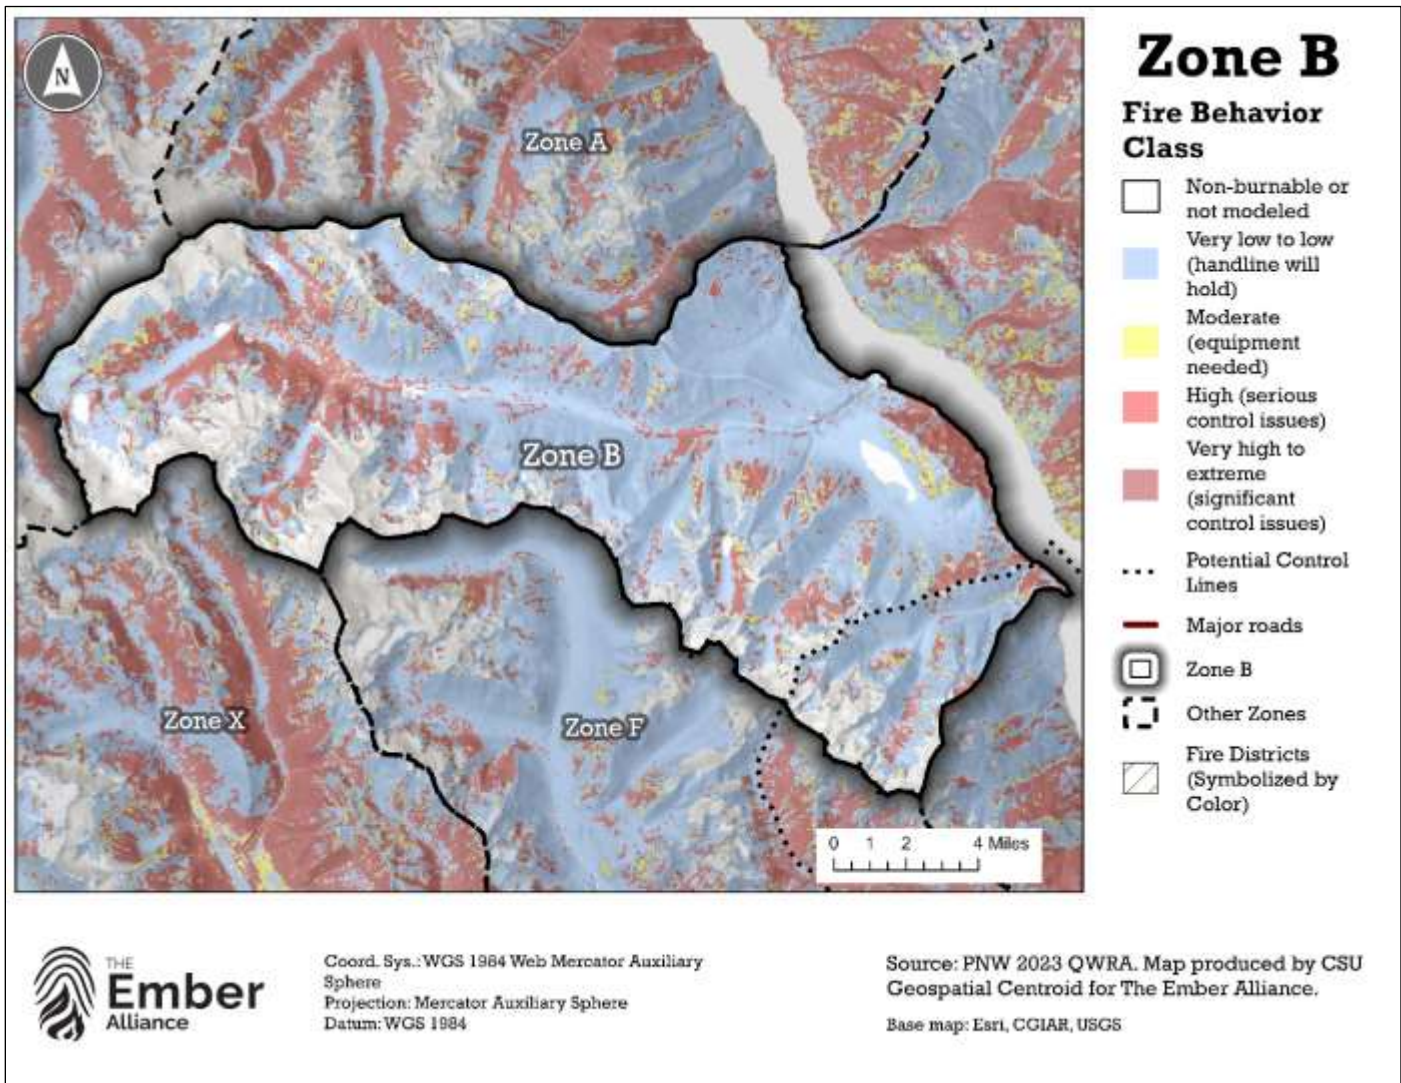 Zone B
Fire Behavior
Class
Non-burnable or
not modeled
Very low to low
(handline will
hold)
Moderate
(equipment
needed)
High (serious
control issues)
Very high to
extreme
(significant
control issues)
Potential Control
Lines
Major roads
Zone B
Other Zones
Fire Districts
(Symbolized by
Color)
N
Zone A
Zone B
Zone X
Zone F
0 1 2 4 Miles
THE
Ember
Alliance
Coord. Sys.: WGS 1984 Web Mercator Auxiliary
Sphere
Projection: Mercator Auxiliary Sphere
Datum: WGS 1984
Source: PNW 2023 QWRA. Map produced by CSU
Geospatial Centroid for The Ember Alliance.
Base map: Esri, CGIAR, USGS